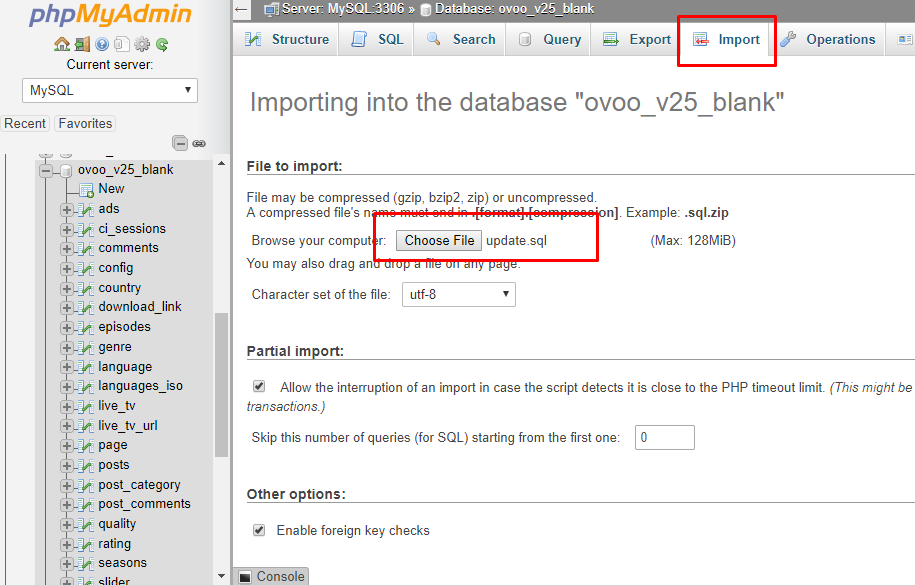 phpMyAdmin
Current server:
MySQL
Recent Favorites
ovoo_v25_blank
New
ads
ci_sessions
comments
config
country
download_link
episodes
genre
language
languages_iso
live_tv
live_tv_url
page
posts
post_category
post_comments
quality
rating
seasons
slider
Server: MySQL:3306 » Database: ovoo_v25_blank
Structure SQL Search Query Export Import Operations
Importing into the database "ovoo_v25_blank"
File to import:
File may be compressed (gzip, bzip2, zip) or uncompressed.
A compressed file's name must end in .[format].[compression]. Example: .sql.zip
Browse your computer: Choose File update.sql (Max: 128MiB)
You may also drag and drop a file on any page.
Character set of the file: utf-8
Partial import:
Allow the interruption of an import in case the script detects it is close to the PHP timeout limit. (This might be
transactions.)
Skip this number of queries (for SQL) starting from the first one: 0
Other options:
Enable foreign key checks
Console